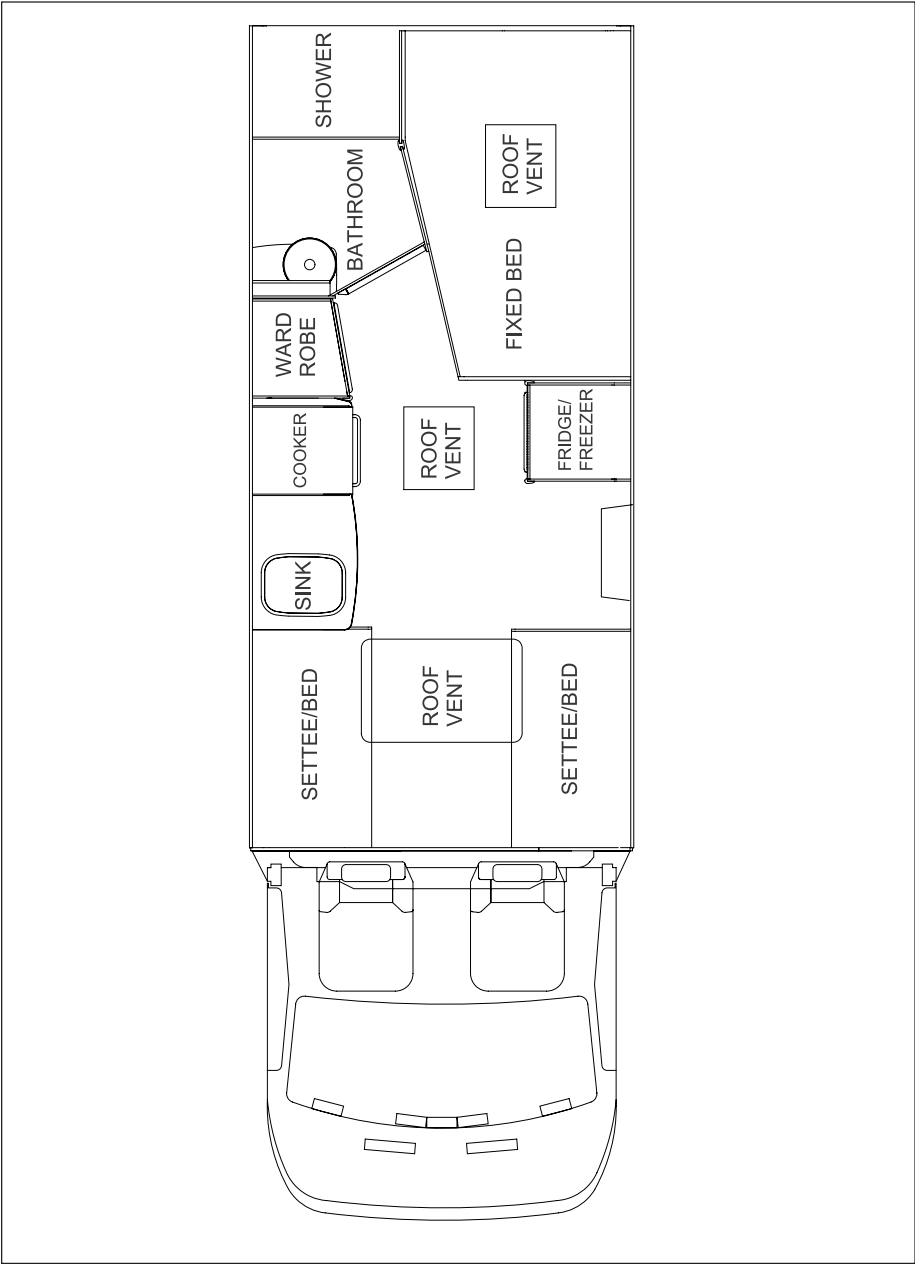 SHOWER
BATHROOM
ROOF
VENT
FIXED BED
WARD
ROBE
COOKER
ROOF
VENT
FRIDGE/
FREEZER
SINK
SETTEE/BED
ROOF
VENT
SETTEE/BED